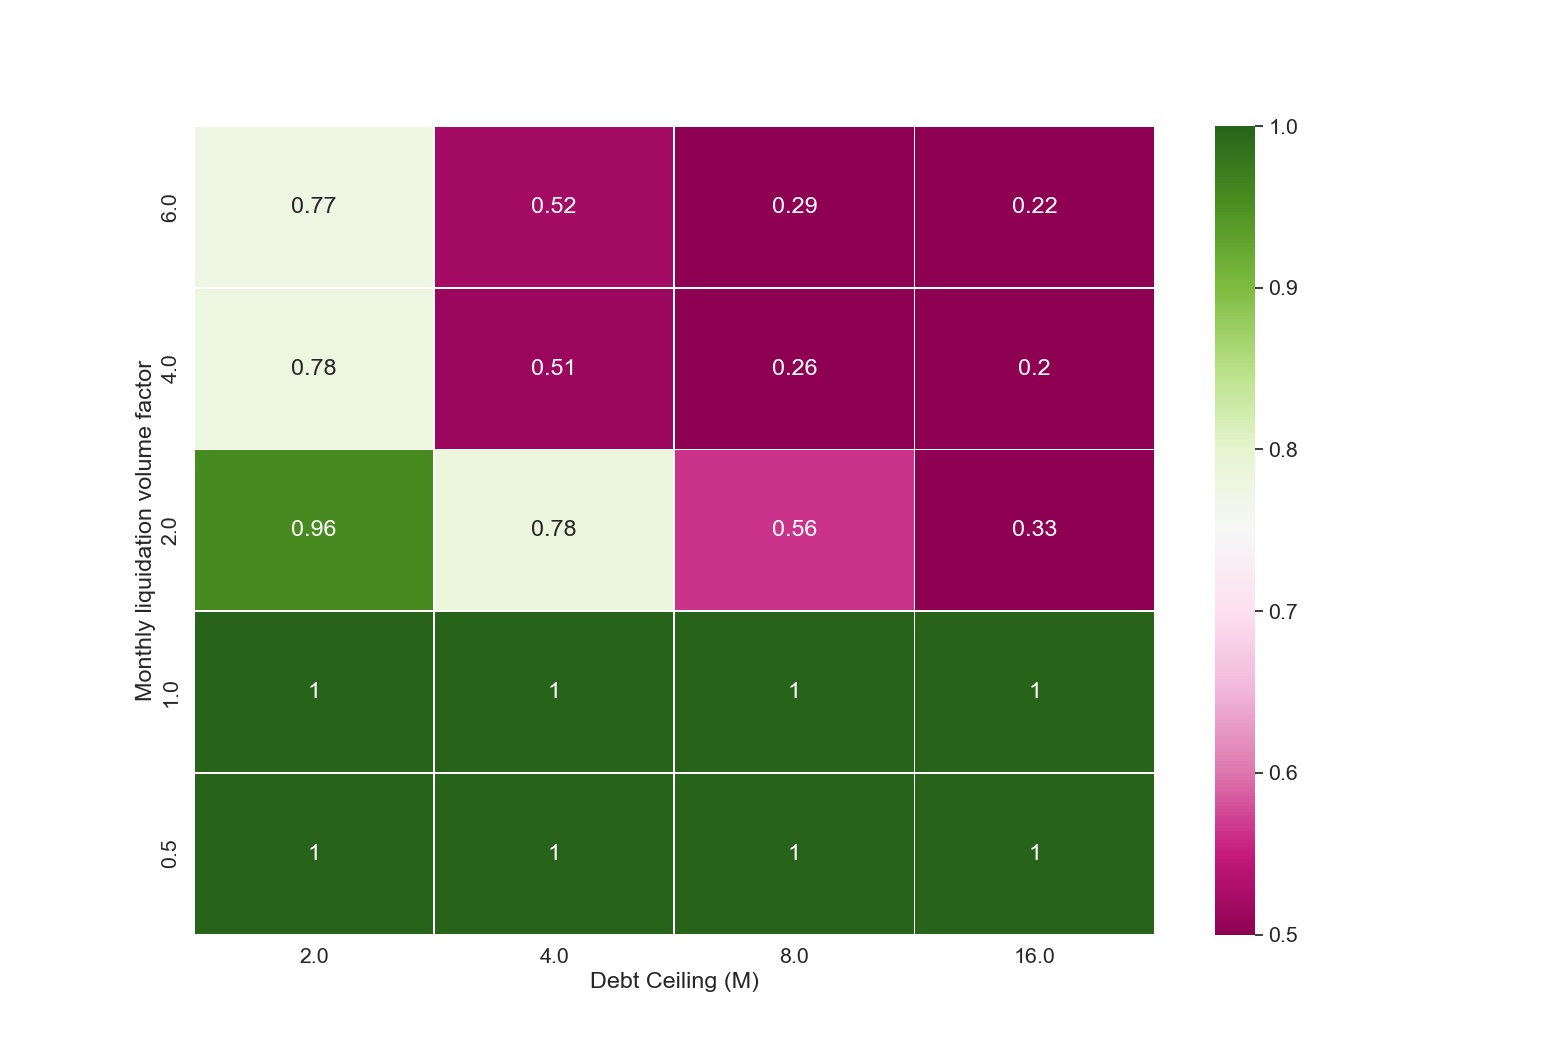 Monthly liquidation volume factor
6.0 0.77 0.52 0.29 0.22
4.0 0.78 0.51 0.26 0.2
2.0 0.96 0.78 0.56 0.33
1.0 1 1 1 1
0.5 1 1 1 1
2.0 4.0 8.0 16.0
Debt Ceiling (M)
1.0
0.9
0.8
0.7
0.6
0.5